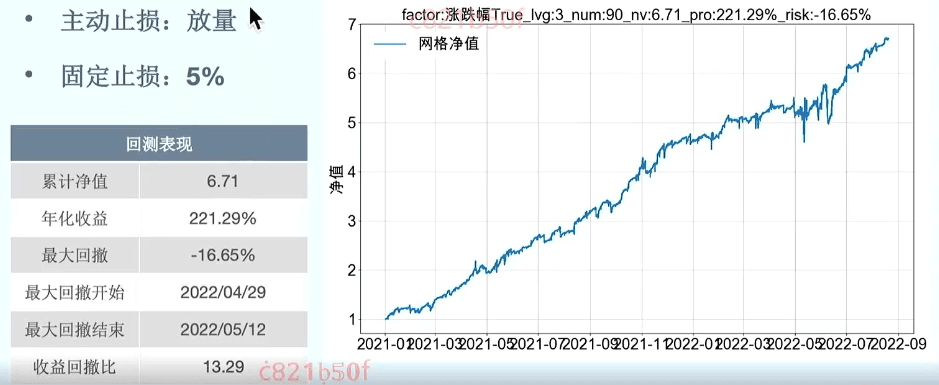 • 主动止损：放量
• 固定止损：5%
回测表现
累计净值 6.71
年化收益 221.29%
最大回撤 -16.65%
最大回撤开始 2022/04/29
最大回撤结束 2022/05/12
收益回撤比 13.29
c821b50f
factor:涨跌幅True_lvg:3_num:90_nv:6.71_pro:221.29%_risk:-16.65%
c821b50f
网格净值
净值
7
6
5
4
3
2
1
2021-01 2021-03 2021-05 2021-07 2021-09 2021-11 2022-01 2022-03 2022-05 2022-07 2022-09